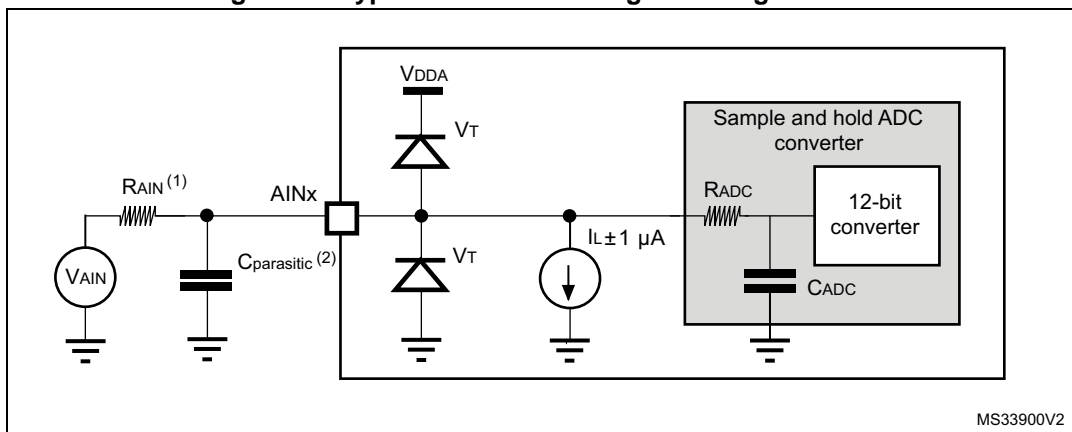 VDDA
Sample and hold ADC
converter
VT
RAIN (1)
AINx
RADC
12-bit
converter
IL±1 µA
VT
Cparasitic (2)
VAIN
CADC
MS33900V2